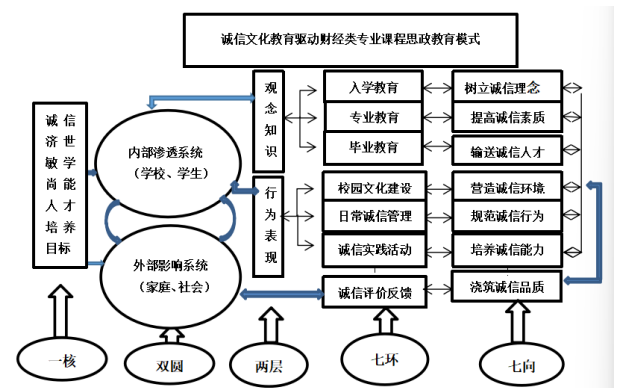 诚信文化教育驱动财经类专业课程思政教育模式
诚信
济世
敏学
尚能
人才
培养
目标
内部渗透系统
（学校、学生）
外部影响系统
（家庭、社会）
观
念
知
识
行
为
表
现
入学教育
树立诚信理念
专业教育
提高诚信素质
毕业教育
输送诚信人才
校园文化建设
营造诚信环境
日常诚信管理
规范诚信行为
诚信实践活动
培养诚信能力
诚信评价反馈
浇筑诚信品质
一核
双圆
两层
七环
七向